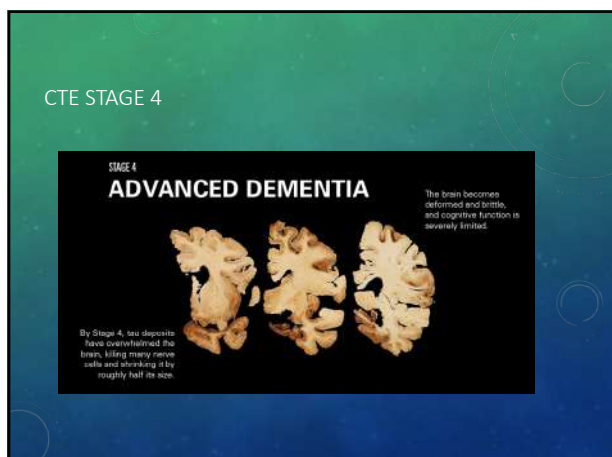 CTE STAGE 4
STAGE 4
ADVANCED DEMENTIA
The brain becomes
deformed and brittle,
and cognitive function is
severely limited.
By Stage 4, tau deposits
have overwhelmed the
brain, killing many nerve
cells and shrinking it by
roughly half its size.